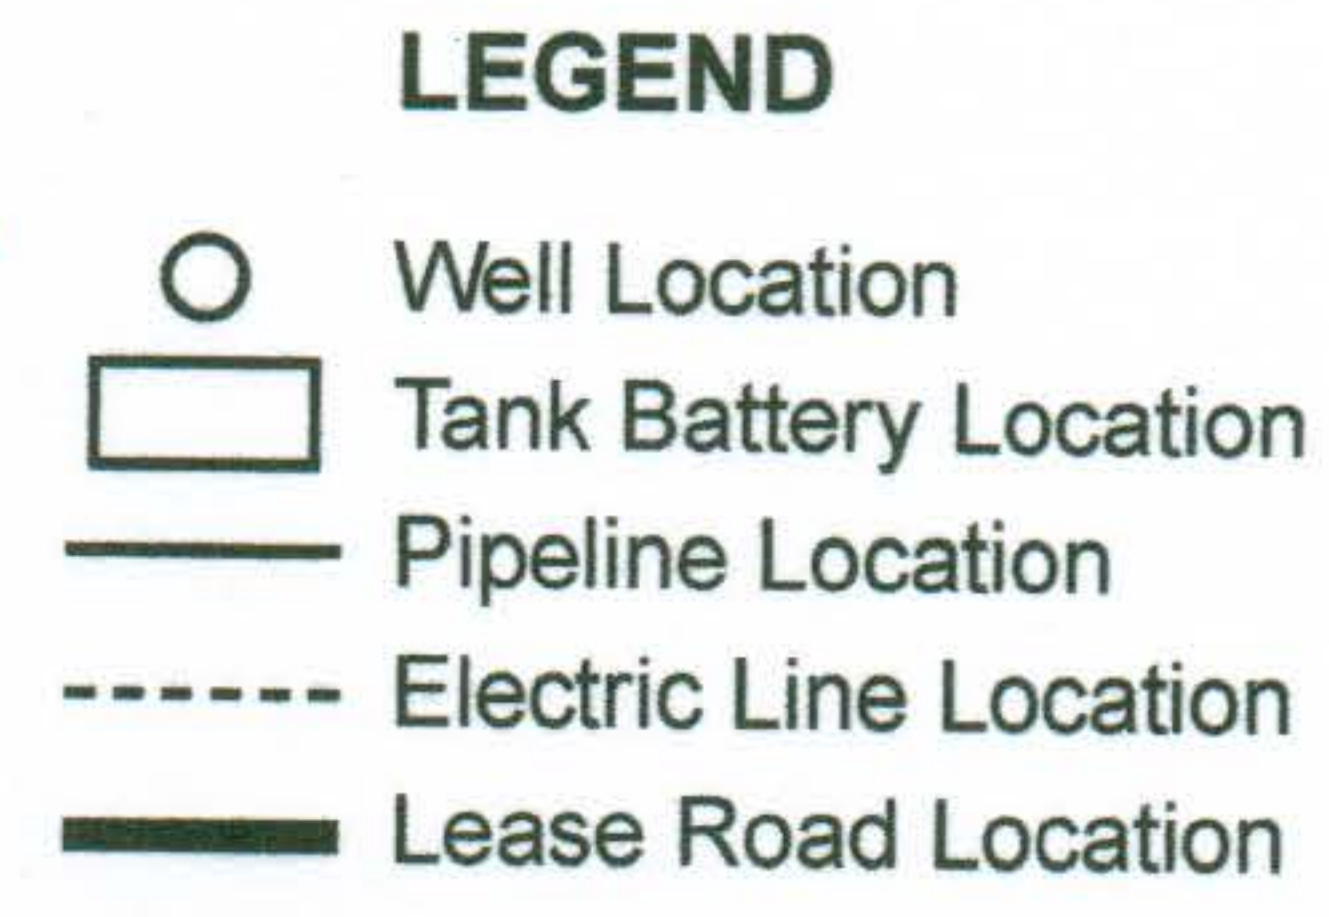 LEGEND
Well Location
Tank Battery Location
Pipeline Location
Electric Line Location
Lease Road Location